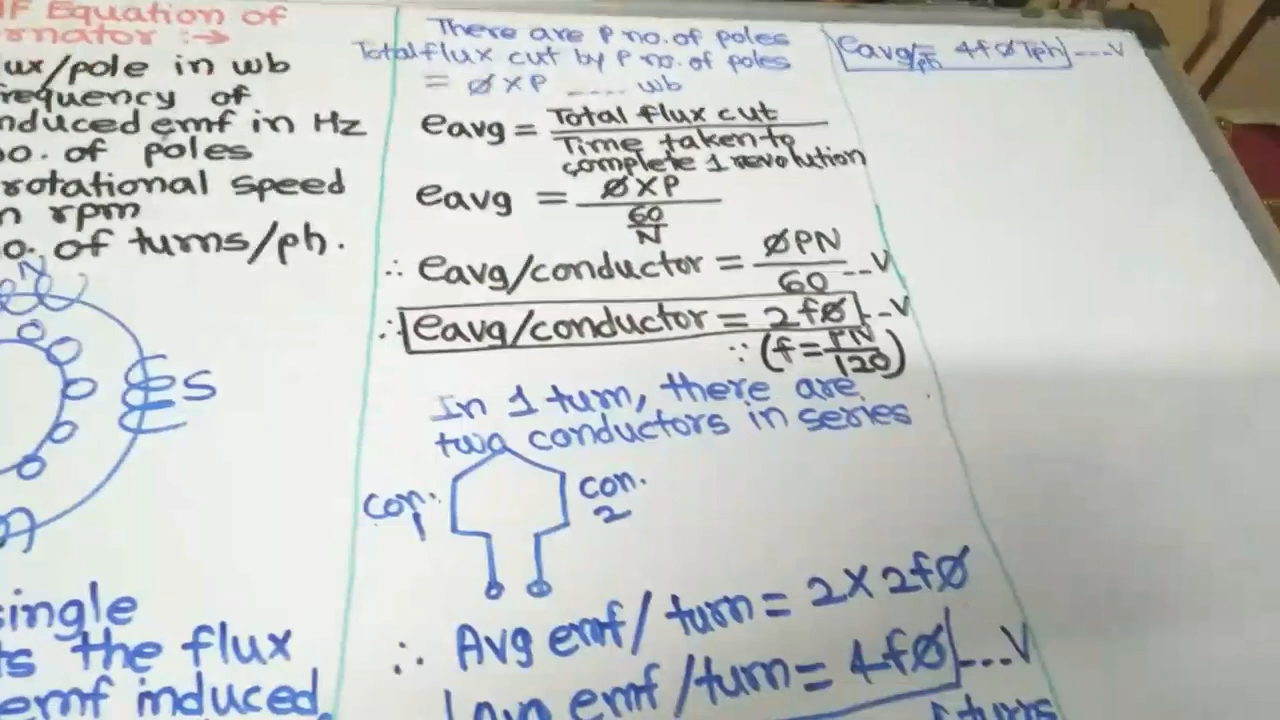 F Equation of
rnator :→
ux/pole in wb
requency of
nduced emf in Hz
o. of poles
rotational speed
n rpm
o. of turns/ph.
N
S
ingle
s the flux
emf induced
There are P no. of poles
Total flux cut by P no. of poles
= ØXP ..... wb
eavg = Total flux cut
Time taken to
complete 1 revolution
eavg = ØXP
60
N
∴ eavg/conductor = ØPN
60 --V
∴ eavg/conductor = 2fØ --V
∵ (f = PN
120)
In 1 turn, there are
two conductors in series
con. 1
con. 2
∴ Avg emf/turn = 2X2fØ
emf/turn = 4fØ ...V
turns
eavg/ph = 4fØTph ....V